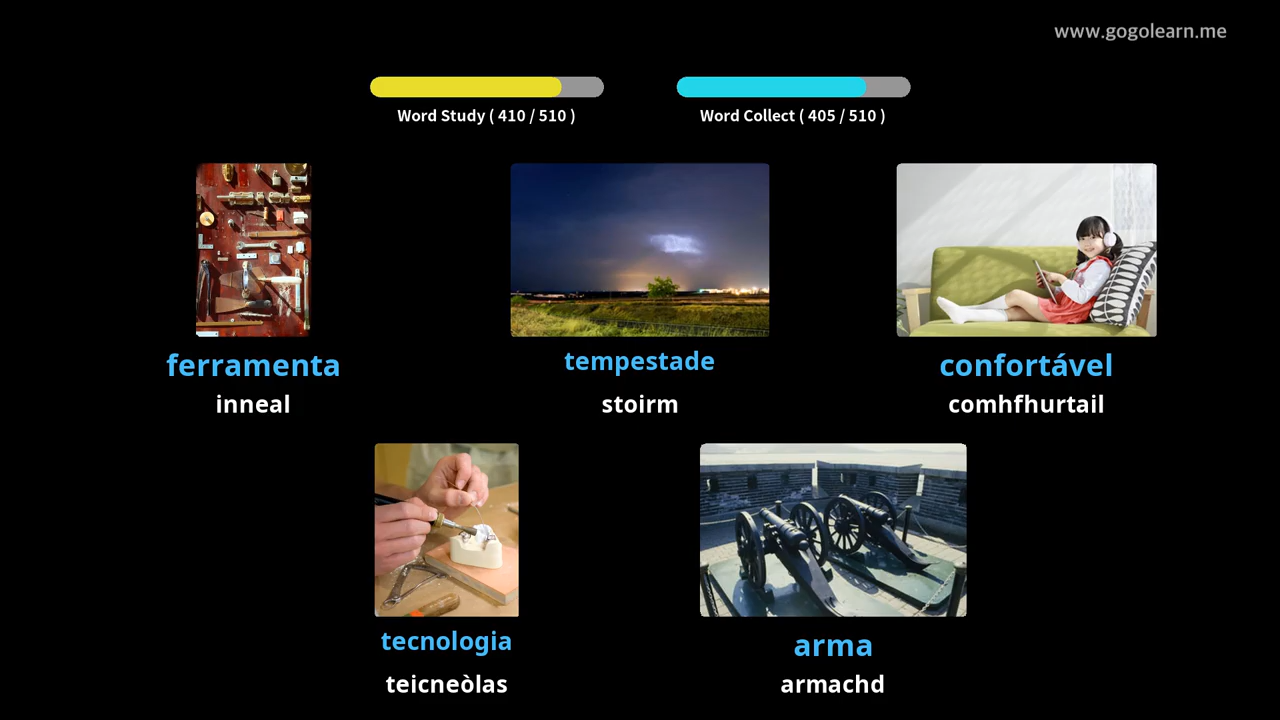 www.gogolearn.me
Word Study ( 410 / 510 )
Word Collect ( 405 / 510 )
ferramenta
inneal
tempestade
stoirm
confortável
comhfhurtail
tecnologia
teicneòlas
arma
armachd